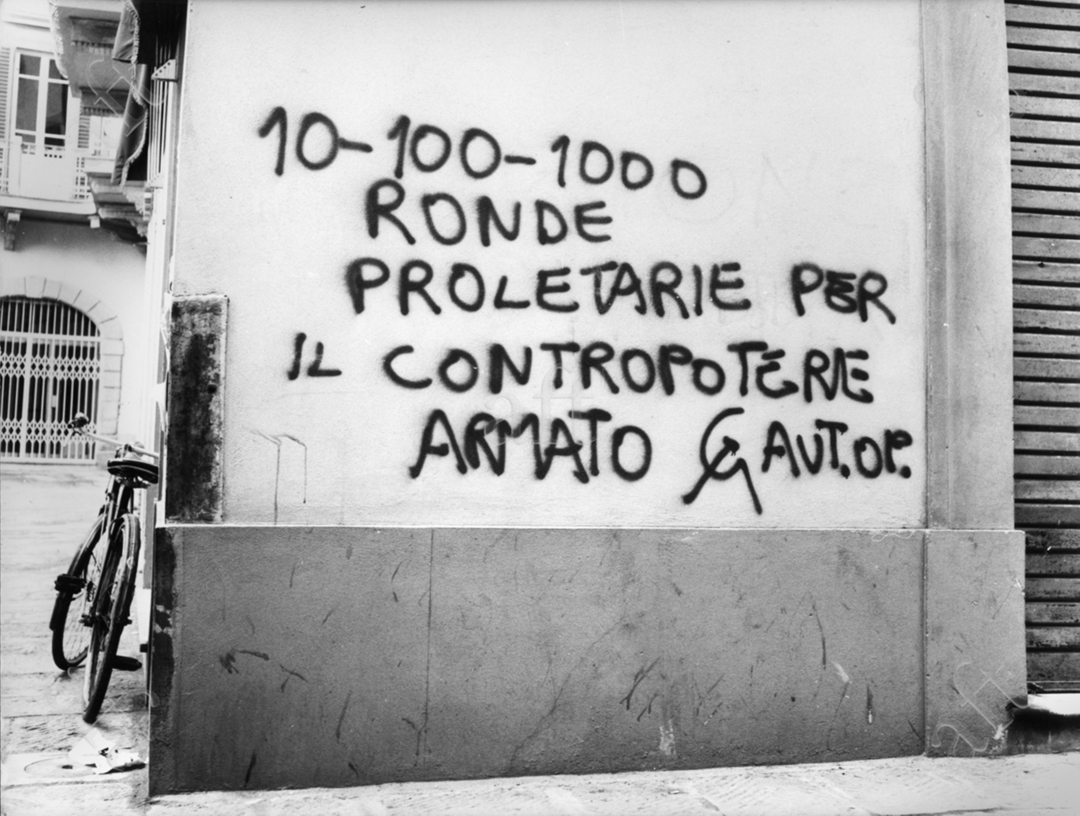 10-100-1000
RONDE
PROLETARIE PER
IL CONTROPOTERE
ARMATO ☭ AUT.OP.